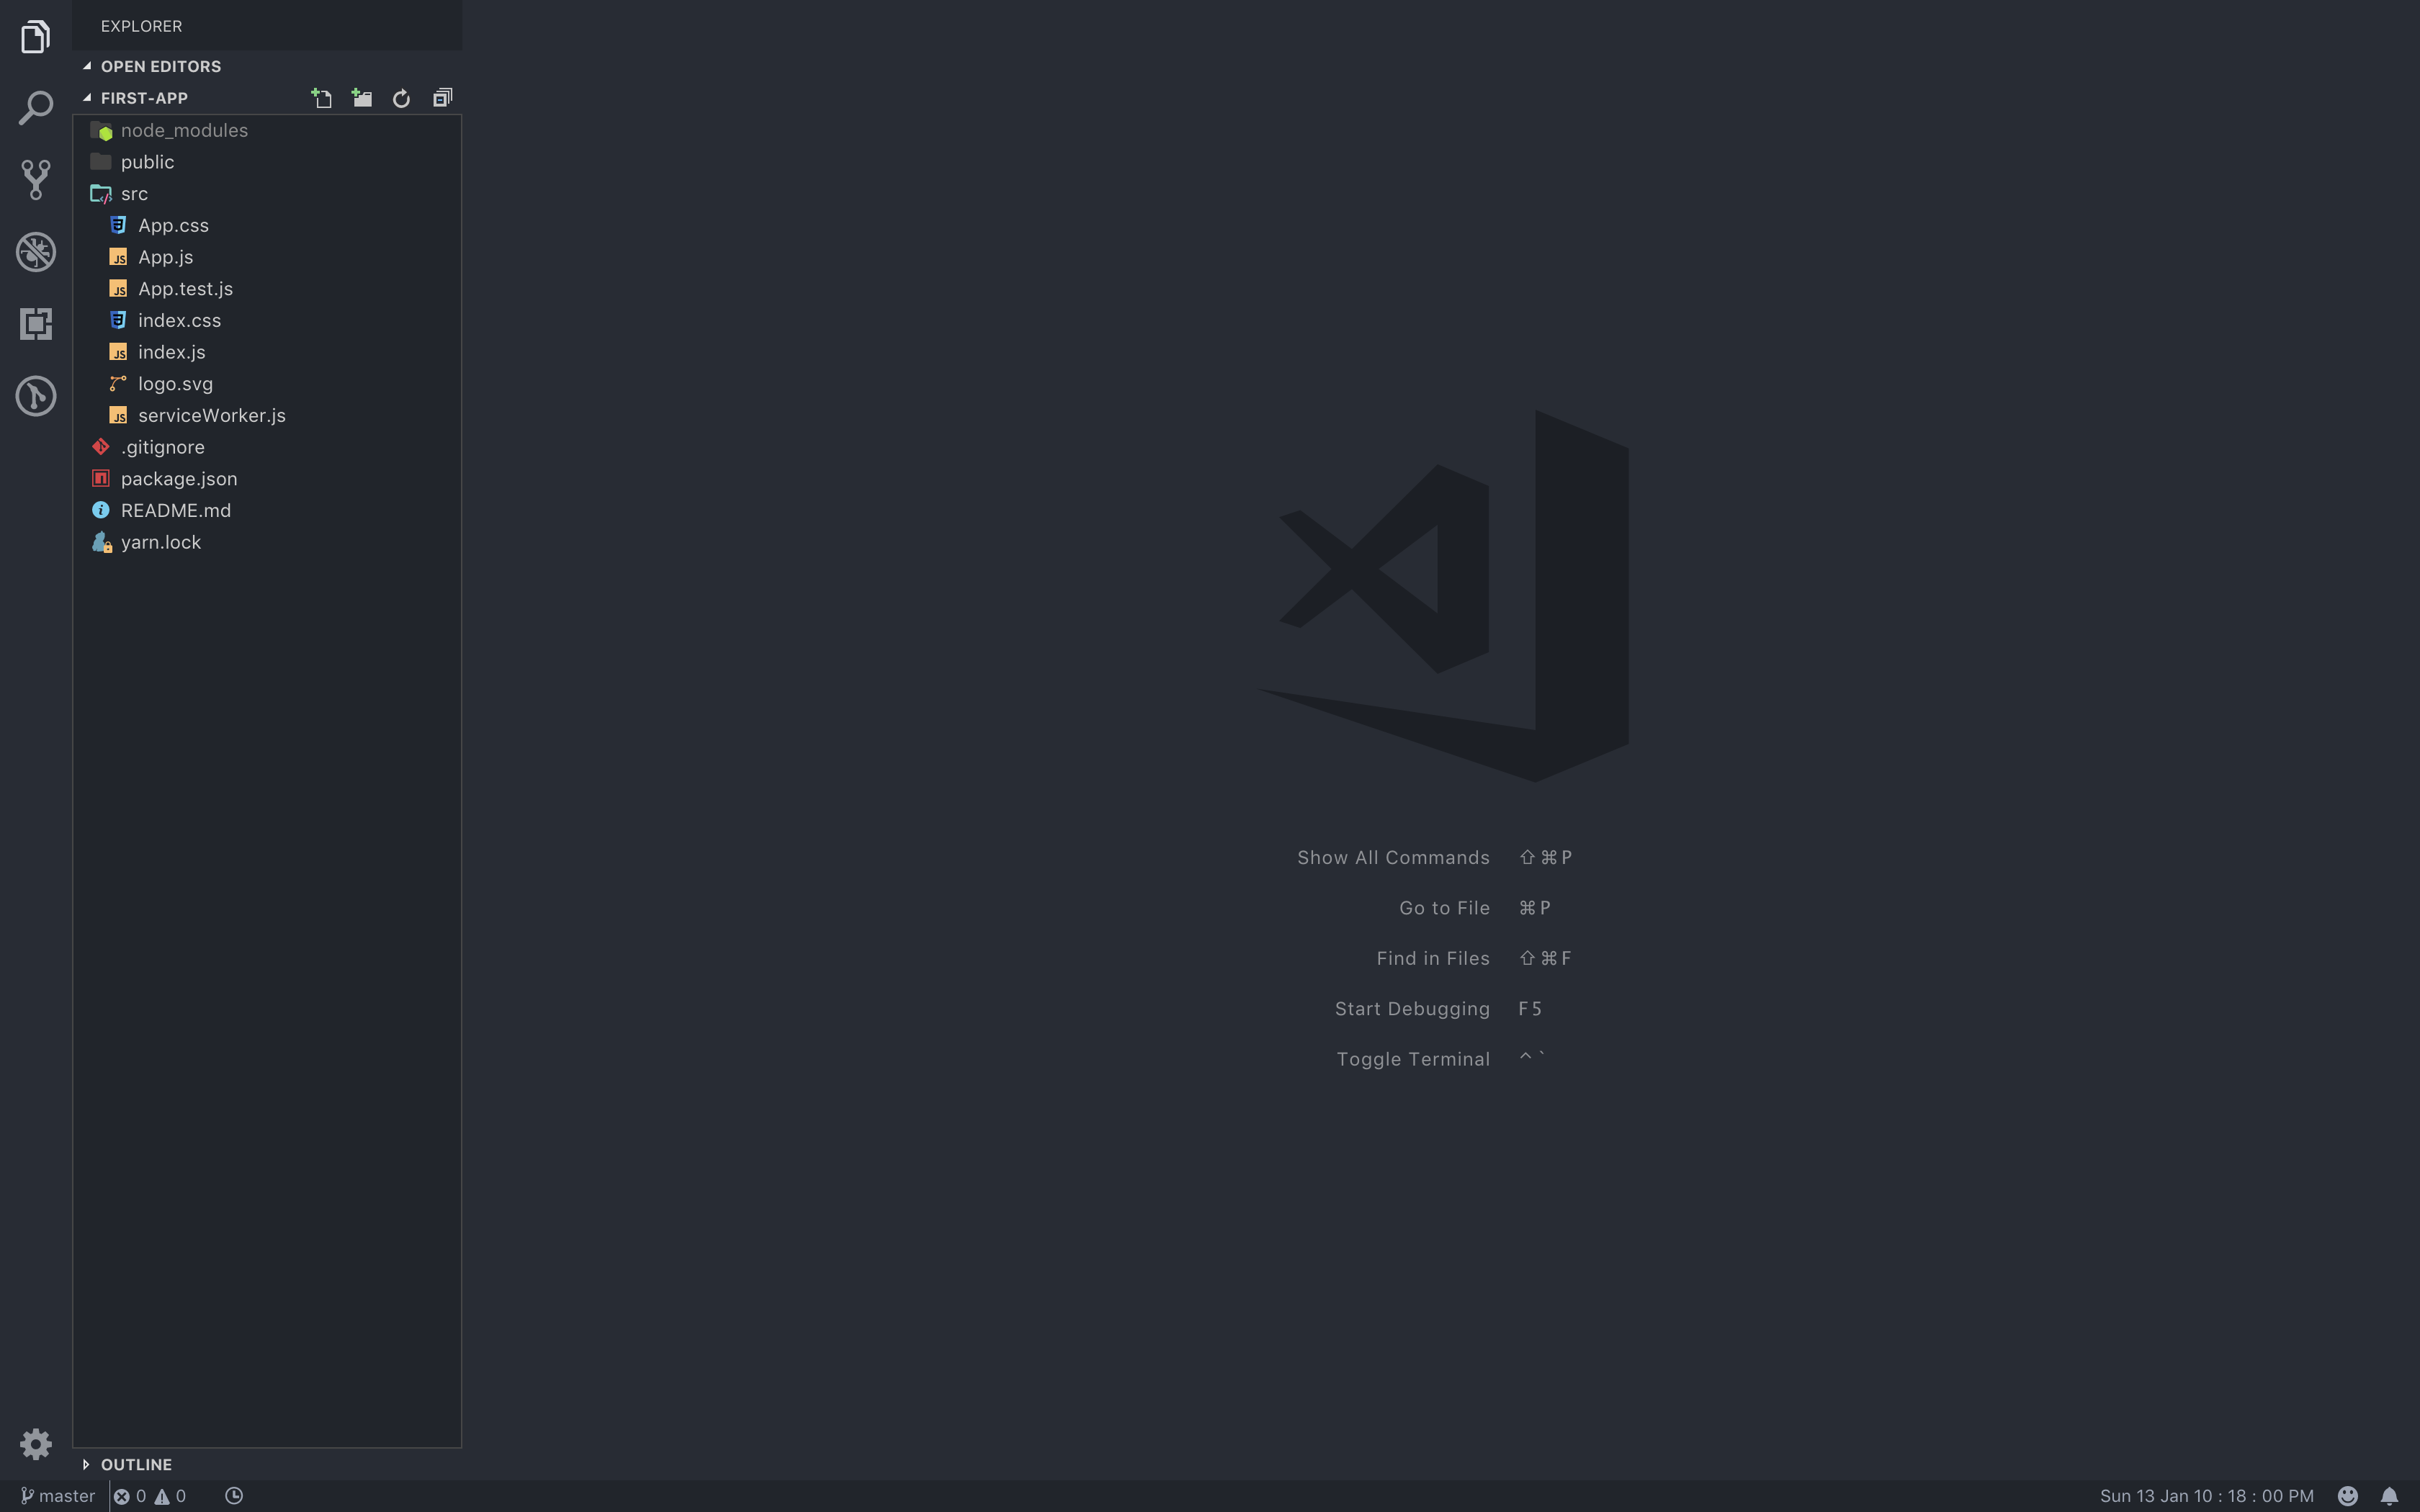 EXPLORER
OPEN EDITORS
FIRST-APP
node_modules
public
src
App.css
App.js
App.test.js
index.css
index.js
logo.svg
serviceWorker.js
.gitignore
package.json
README.md
yarn.lock
OUTLINE
Show All Commands ⇧⌘P
Go to File ⌘P
Find in Files ⇧⌘F
Start Debugging F5
Toggle Terminal ^`
master 0 0
Sun 13 Jan 10 : 18 : 00 PM